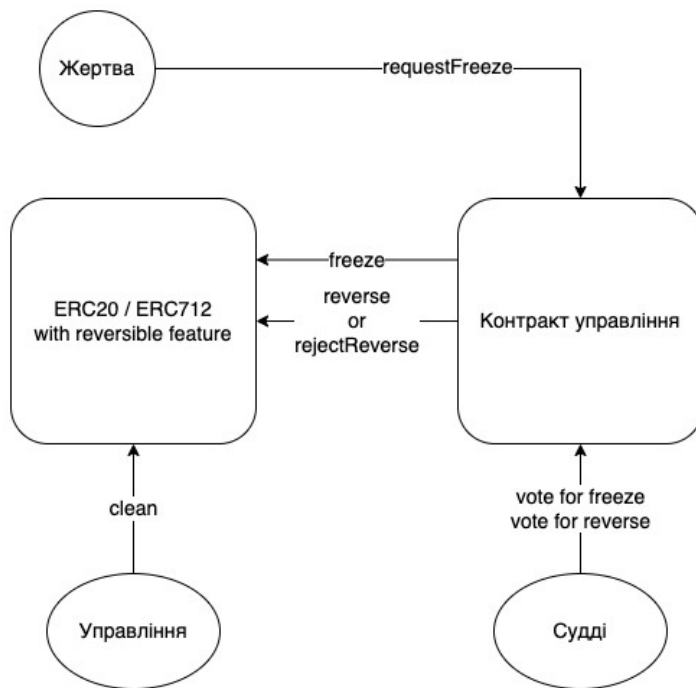 Жертва
requestFreeze
freeze
ERC20 / ERC712
with reversible feature
reverse
or
rejectReverse
Контракт управління
clean
vote for freeze
vote for reverse
Управління
Судді